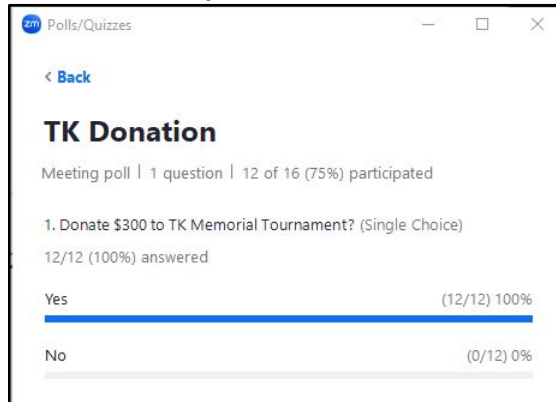 zm Polls/Quizzes
< Back
TK Donation
Meeting poll | 1 question | 12 of 16 (75%) participated
1. Donate $300 to TK Memorial Tournament? (Single Choice)
12/12 (100%) answered
Yes (12/12) 100%
No (0/12) 0%